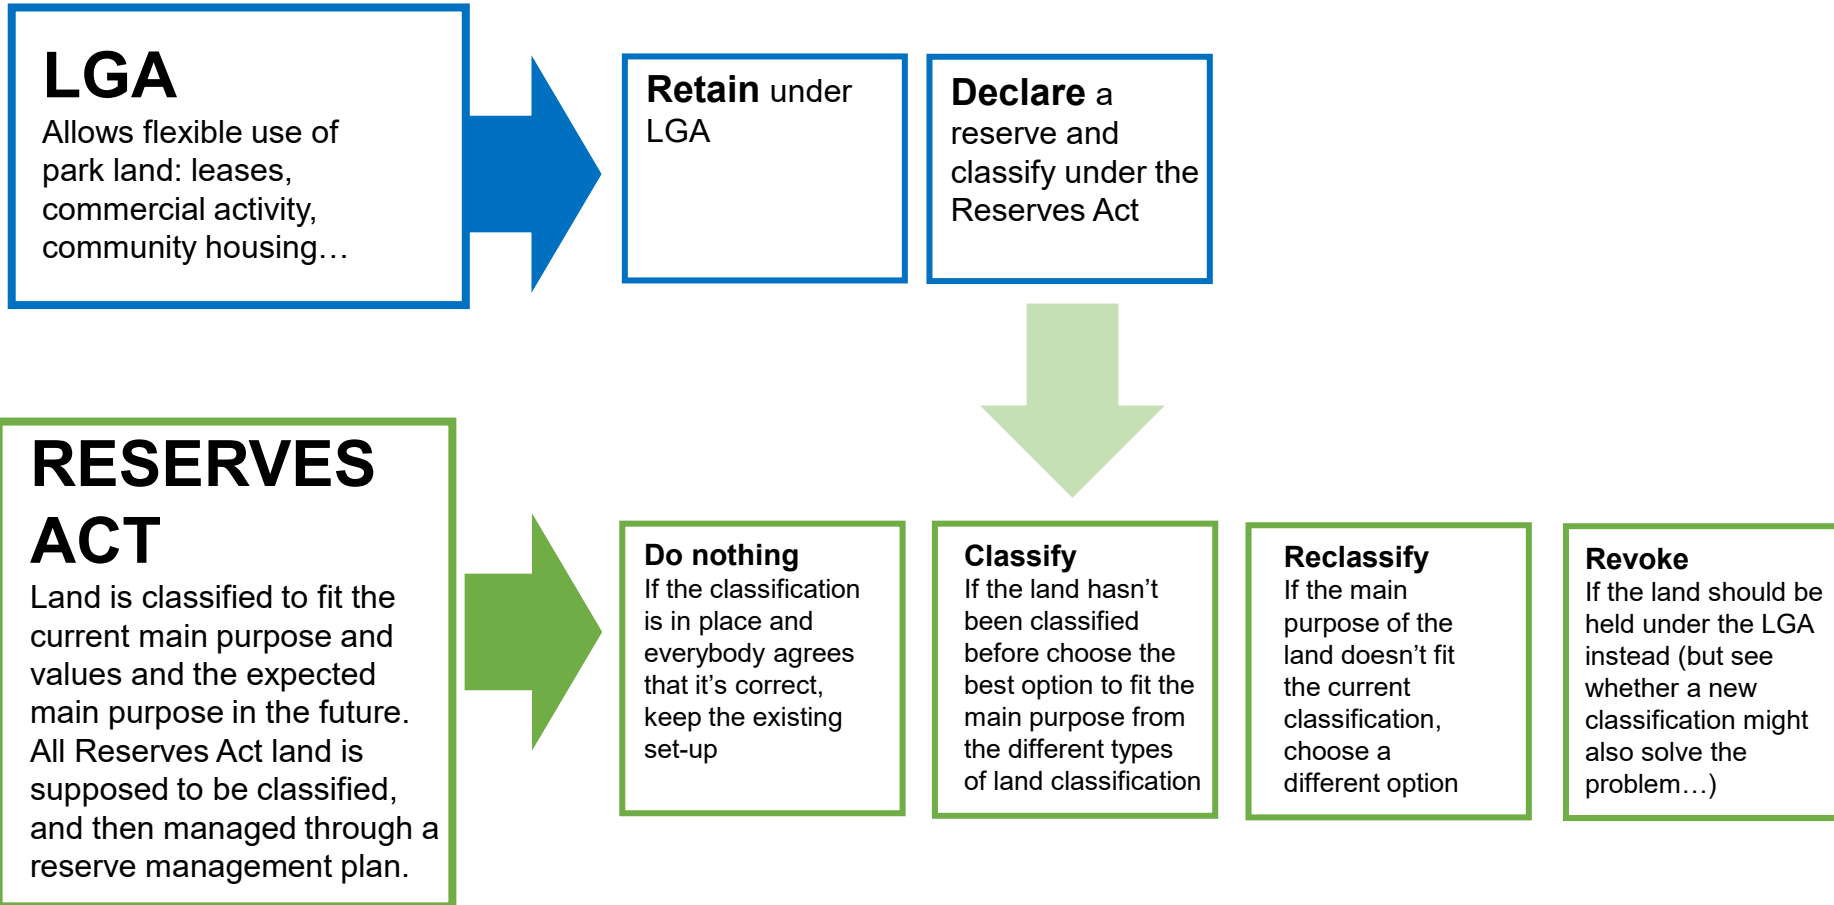 LGA
Allows flexible use of
park land: leases,
commercial activity,
community housing…
Retain under
LGA
Declare a
reserve and
classify under the
Reserves Act
RESERVES
ACT
Land is classified to fit the
current main purpose and
values and the expected
main purpose in the future.
All Reserves Act land is
supposed to be classified,
and then managed through a
reserve management plan.
Do nothing
If the classification
is in place and
everybody agrees
that it’s correct,
keep the existing
set-up
Classify
If the land hasn’t
been classified
before choose the
best option to fit the
main purpose from
the different types
of land classification
Reclassify
If the main
purpose of the
land doesn’t fit
the current
classification,
choose a
different option
Revoke
If the land should be
held under the LGA
instead (but see
whether a new
classification might
also solve the
problem…)